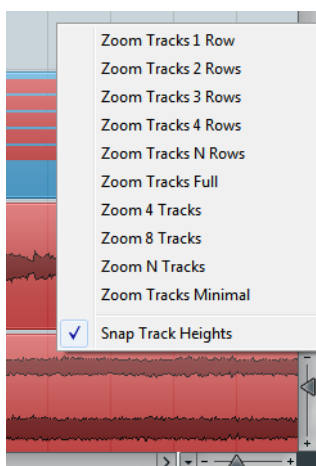 Zoom Tracks 1 Row
Zoom Tracks 2 Rows
Zoom Tracks 3 Rows
Zoom Tracks 4 Rows
Zoom Tracks N Rows
Zoom Tracks Full
Zoom 4 Tracks
Zoom 8 Tracks
Zoom N Tracks
Zoom Tracks Minimal
Snap Track Heights